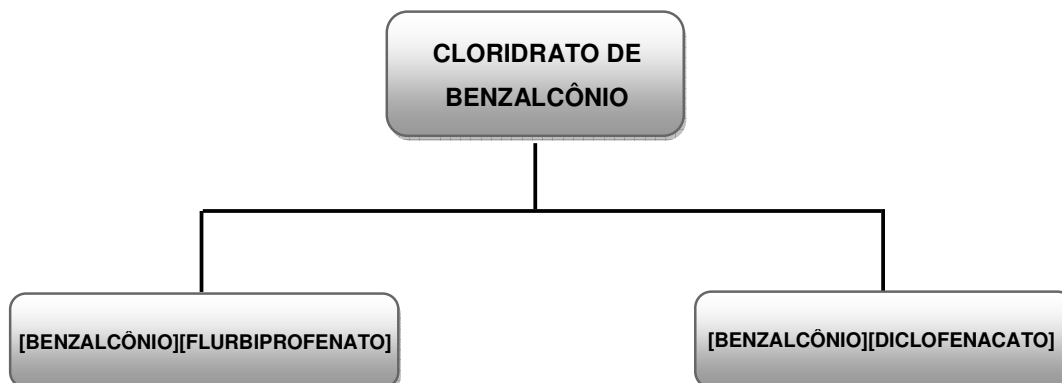 CLORIDRATO DE
BENZALCÔNIO
[BENZALCÔNIO][FLURBIPROFENATO]
[BENZALCÔNIO][DICLOFENACATO]